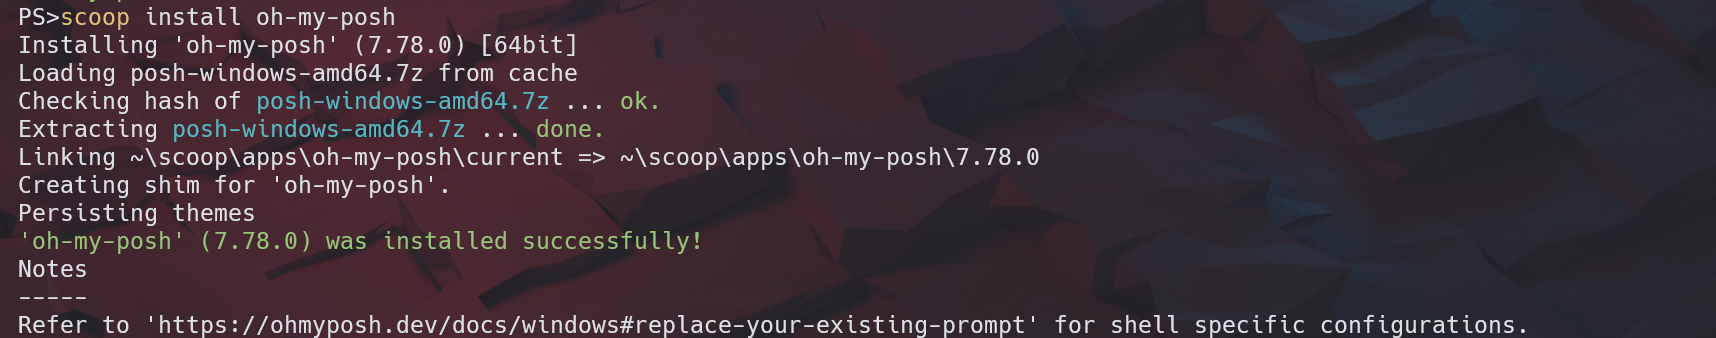 PS>scoop install oh-my-posh
Installing 'oh-my-posh' (7.78.0) [64bit]
Loading posh-windows-amd64.7z from cache
Checking hash of posh-windows-amd64.7z ... ok.
Extracting posh-windows-amd64.7z ... done.
Linking ~\scoop\apps\oh-my-posh\current => ~\scoop\apps\oh-my-posh\7.78.0
Creating shim for 'oh-my-posh'.
Persisting themes
'oh-my-posh' (7.78.0) was installed successfully!
Notes
-----
Refer to 'https://ohmyposh.dev/docs/windows#replace-your-existing-prompt' for shell specific configurations.